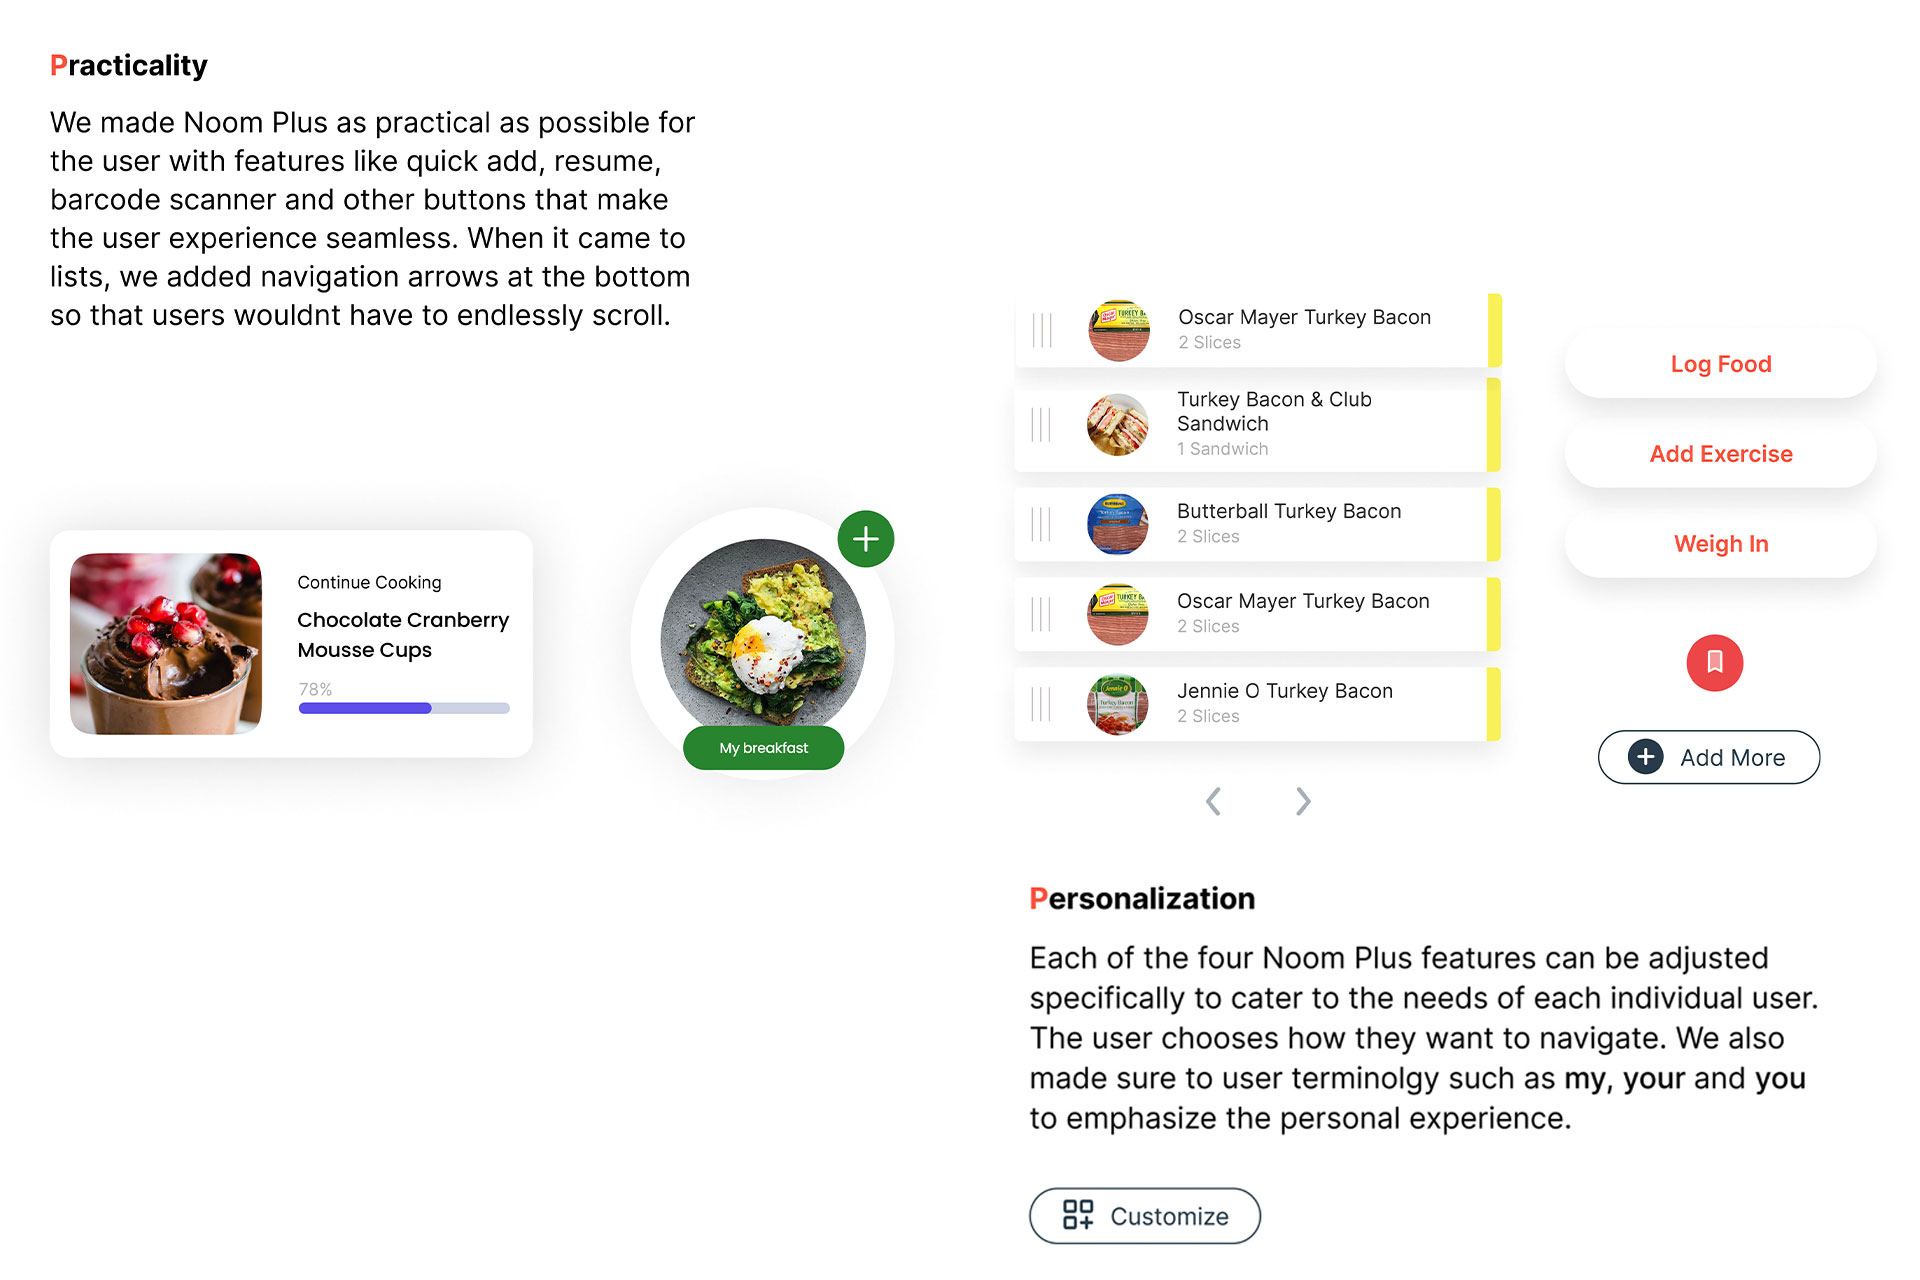 Practicality
We made Noom Plus as practical as possible for
the user with features like quick add, resume,
barcode scanner and other buttons that make
the user experience seamless. When it came to
lists, we added navigation arrows at the bottom
so that users wouldnt have to endlessly scroll.
Continue Cooking
Chocolate Cranberry
Mousse Cups
78%
My breakfast
Oscar Mayer Turkey Bacon
2 Slices
Turkey Bacon & Club
Sandwich
1 Sandwich
Butterball Turkey Bacon
2 Slices
Oscar Mayer Turkey Bacon
2 Slices
Jennie O Turkey Bacon
2 Slices
Log Food
Add Exercise
Weigh In
Add More
Personalization
Each of the four Noom Plus features can be adjusted
specifically to cater to the needs of each individual user.
The user chooses how they want to navigate. We also
made sure to user terminolgy such as my, your and you
to emphasize the personal experience.
Customize